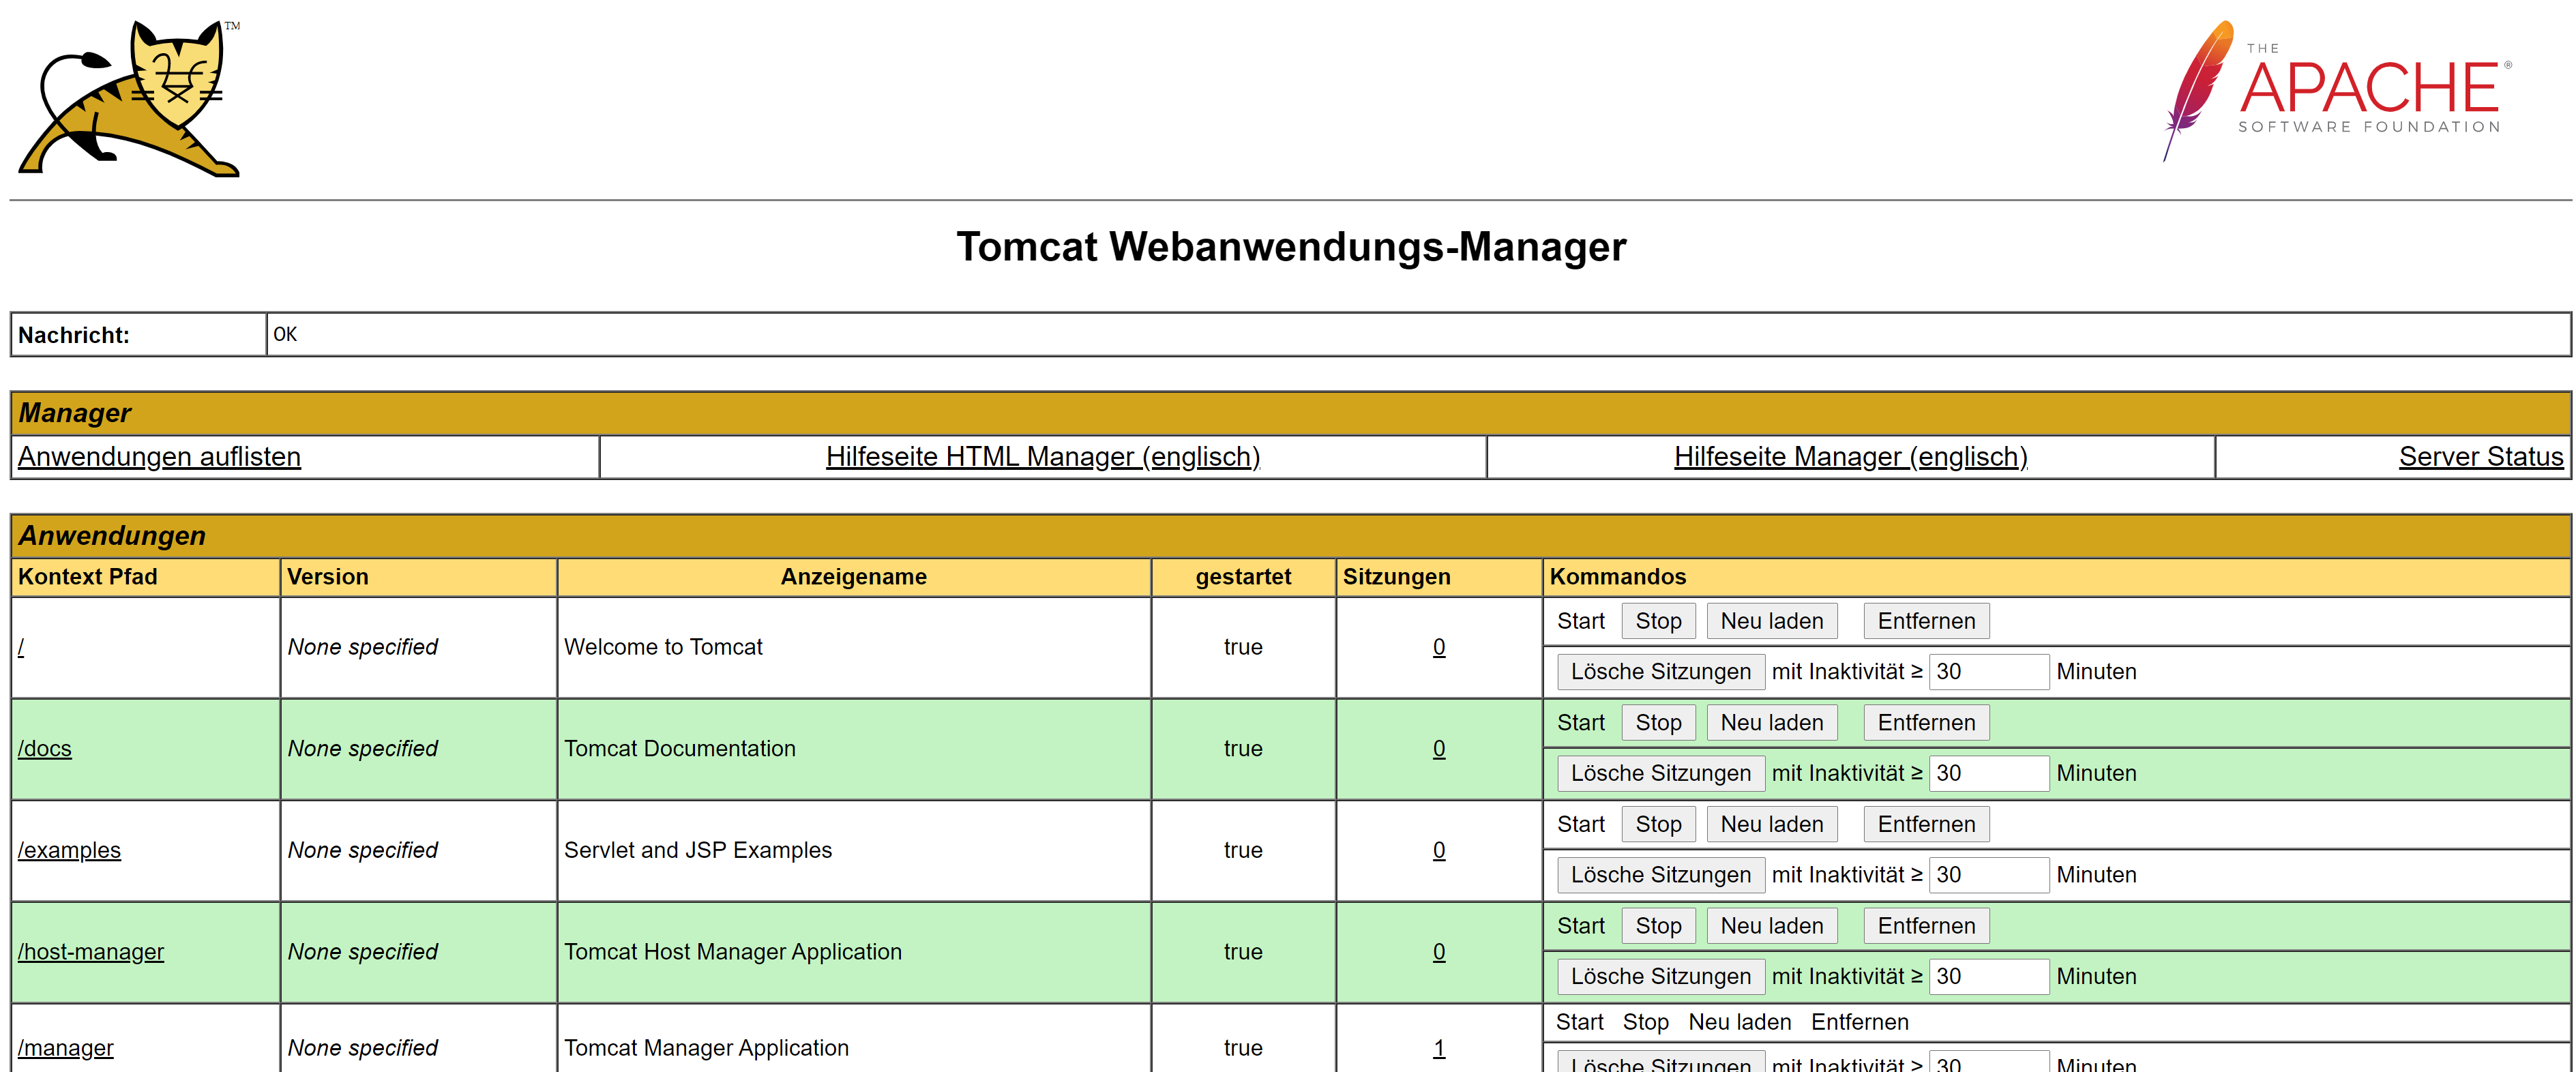 TM
THE
APACHE®
SOFTWARE FOUNDATION
Tomcat Webanwendungs-Manager
Nachricht: OK
Manager
Anwendungen auflisten Hilfeseite HTML Manager (englisch) Hilfeseite Manager (englisch) Server Status
Anwendungen
Kontext Pfad Version Anzeigename gestartet Sitzungen Kommandos
/ None specified Welcome to Tomcat true 0 Start Stop Neu laden Entfernen
Lösche Sitzungen mit Inaktivität ≥ 30 Minuten
/docs None specified Tomcat Documentation true 0 Start Stop Neu laden Entfernen
Lösche Sitzungen mit Inaktivität ≥ 30 Minuten
/examples None specified Servlet and JSP Examples true 0 Start Stop Neu laden Entfernen
Lösche Sitzungen mit Inaktivität ≥ 30 Minuten
/host-manager None specified Tomcat Host Manager Application true 0 Start Stop Neu laden Entfernen
Lösche Sitzungen mit Inaktivität ≥ 30 Minuten
/manager None specified Tomcat Manager Application true 1 Start Stop Neu laden Entfernen
Lösche Sitzungen mit Inaktivität ≥ 30 Minuten